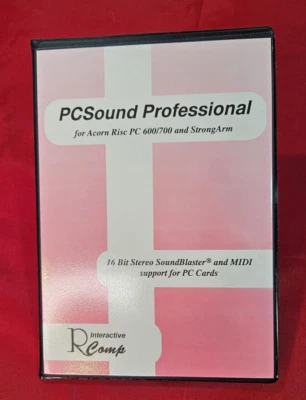 PCSound Professional
for Acorn Risc PC 600/700 and StrongArm
16 Bit Stereo SoundBlaster® and MIDI
support for PC Cards
Interactive
RComp